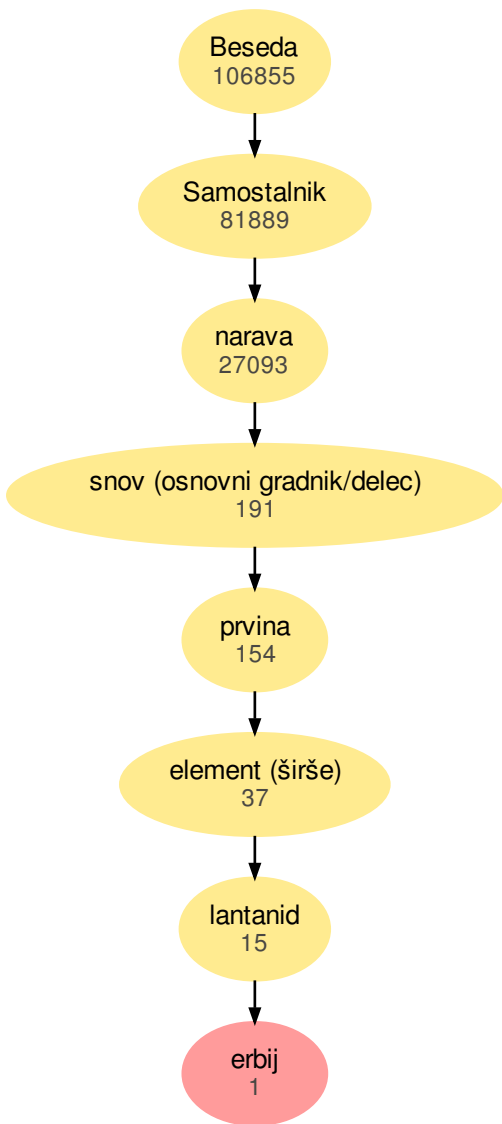 Beseda
106855
Samostalnik
81889
narava
27093
snov (osnovni gradnik/delec)
191
prvina
154
element (širše)
37
lantanid
15
erbij
1